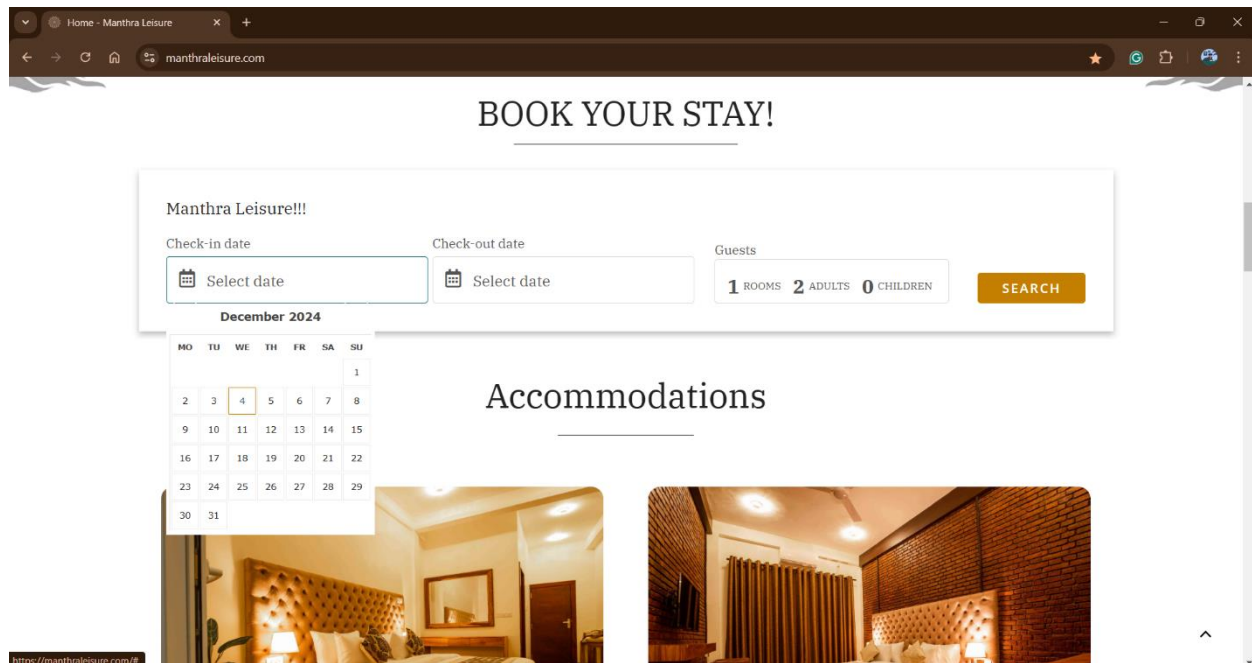 Home - Manthra Leisure
manthraleisure.com
BOOK YOUR STAY!
Manthra Leisure!!!
Check-in date
Check-out date
Guests
Select date
Select date
1 ROOMS 2 ADULTS 0 CHILDREN
SEARCH
December 2024
MO TU WE TH FR SA SU
1
2 3 4 5 6 7 8
9 10 11 12 13 14 15
16 17 18 19 20 21 22
23 24 25 26 27 28 29
30 31
Accommodations
https://manthraleisure.com/#